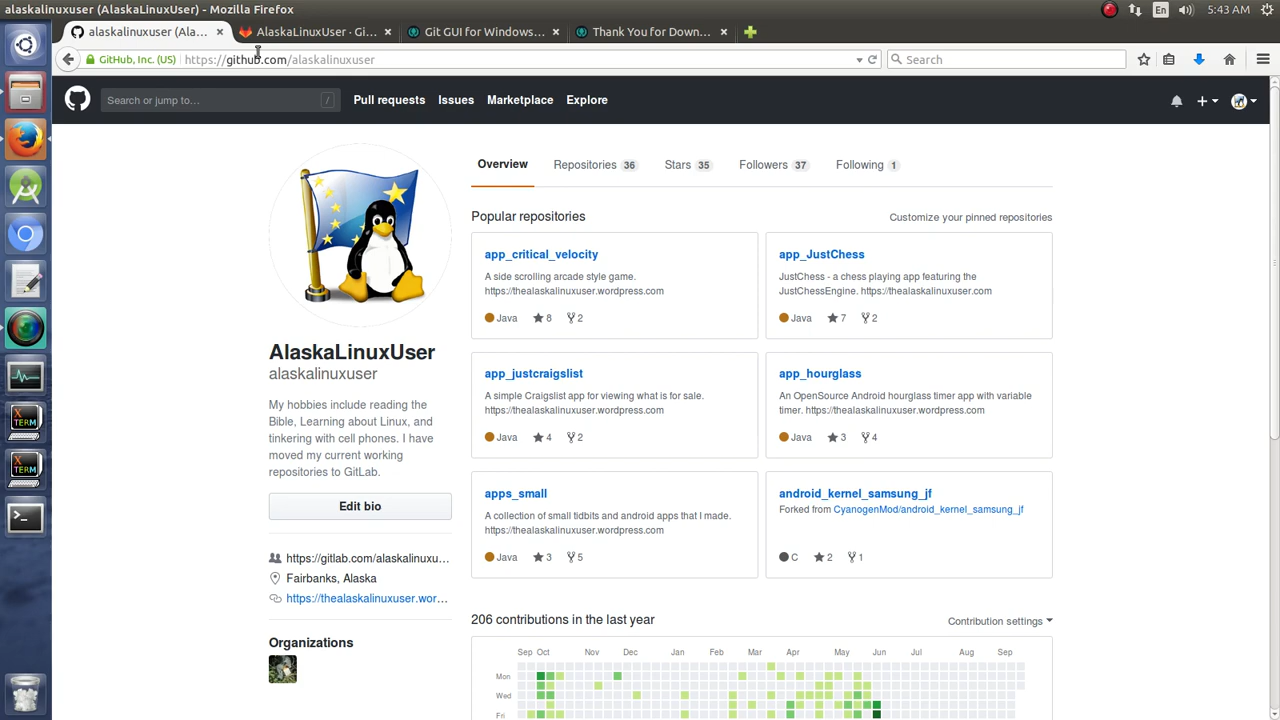 alaskalinuxuser (AlaskaLinuxUser) - Mozilla Firefox
En
5:43 AM
alaskalinuxuser (Ala... ×
AlaskaLinuxUser · Gi... ×
Git GUI for Windows... ×
Thank You for Down... ×
GitHub, Inc. (US)
https://github.com/alaskalinuxuser
Search
Search or jump to... /
Pull requests
Issues
Marketplace
Explore
Overview
Repositories 36
Stars 35
Followers 37
Following 1
Popular repositories
Customize your pinned repositories
app_critical_velocity
A side scrolling arcade style game.
https://thealaskalinuxuser.wordpress.com
Java 8 2
app_JustChess
JustChess - a chess playing app featuring the
JustChessEngine. https://thealaskalinuxuser.com
Java 7 2
app_justcraigslist
A simple Craigslist app for viewing what is for sale.
https://thealaskalinuxuser.wordpress.com
Java 4 2
app_hourglass
An OpenSource Android hourglass timer app with variable
timer. https://thealaskalinuxuser.wordpress.com
Java 3 4
apps_small
A collection of small tidbits and android apps that I made.
https://thealaskalinuxuser.wordpress.com
Java 3 5
android_kernel_samsung_jf
Forked from CyanogenMod/android_kernel_samsung_jf
C 2 1
AlaskaLinuxUser
alaskalinuxuser
My hobbies include reading the
Bible, Learning about Linux, and
tinkering with cell phones. I have
moved my current working
repositories to GitLab.
Edit bio
https://gitlab.com/alaskalinuxu...
Fairbanks, Alaska
https://thealaskalinuxuser.wor...
Organizations
206 contributions in the last year
Contribution settings
Sep Oct Nov Dec Jan Feb Mar Apr May Jun Jul Aug Sep
Mon
Wed
Fri
X
TERM
X
TERM
>_